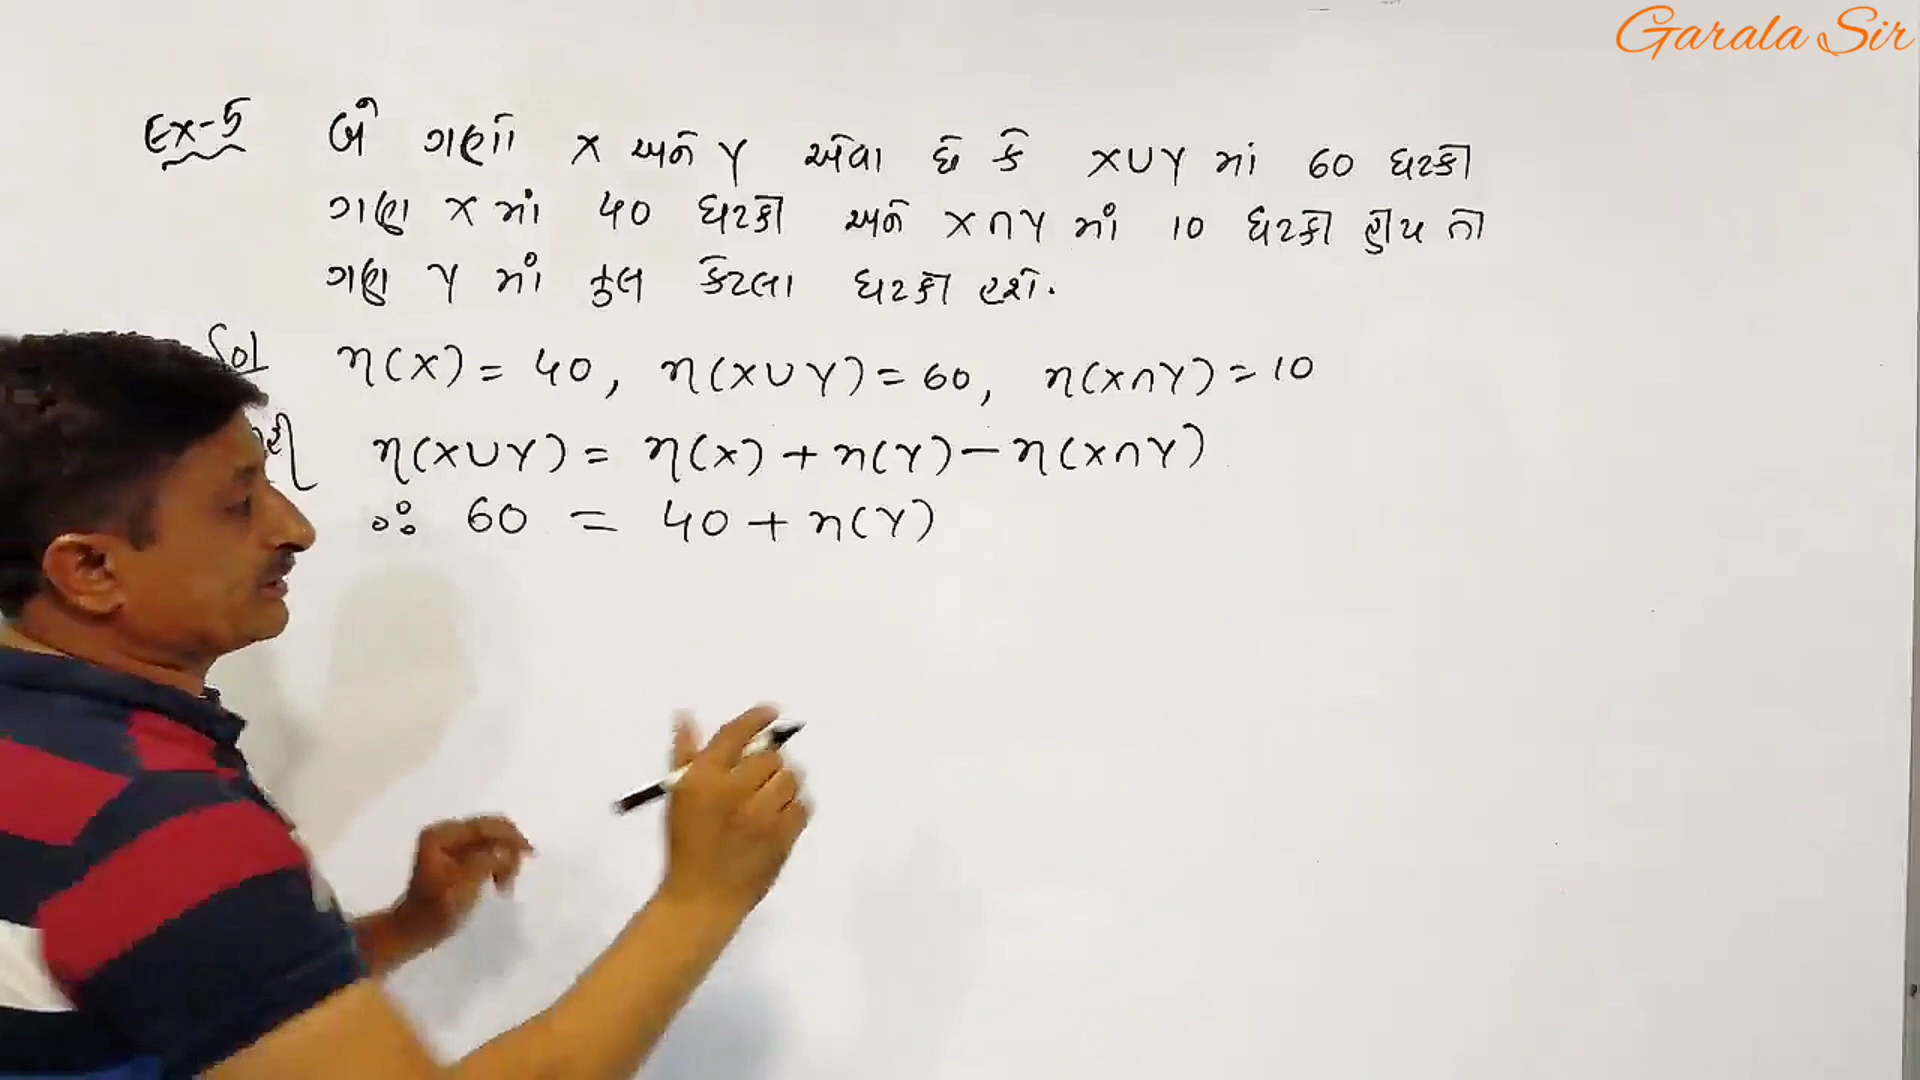 Garala Sir
Ex-5 બે ગણો X અને Y એવા છે કે X∪Y માં 60 ઘટકો
ગણ X માં 40 ઘટકો અને X∩Y માં 10 ઘટકો હોય તો
ગણ Y માં કુલ કેટલા ઘટકો હશે.
Sol n(X) = 40, n(X∪Y) = 60, n(X∩Y) = 10
n(X∪Y) = n(X) + n(Y) - n(X∩Y)
∴ 60 = 40 + n(Y)